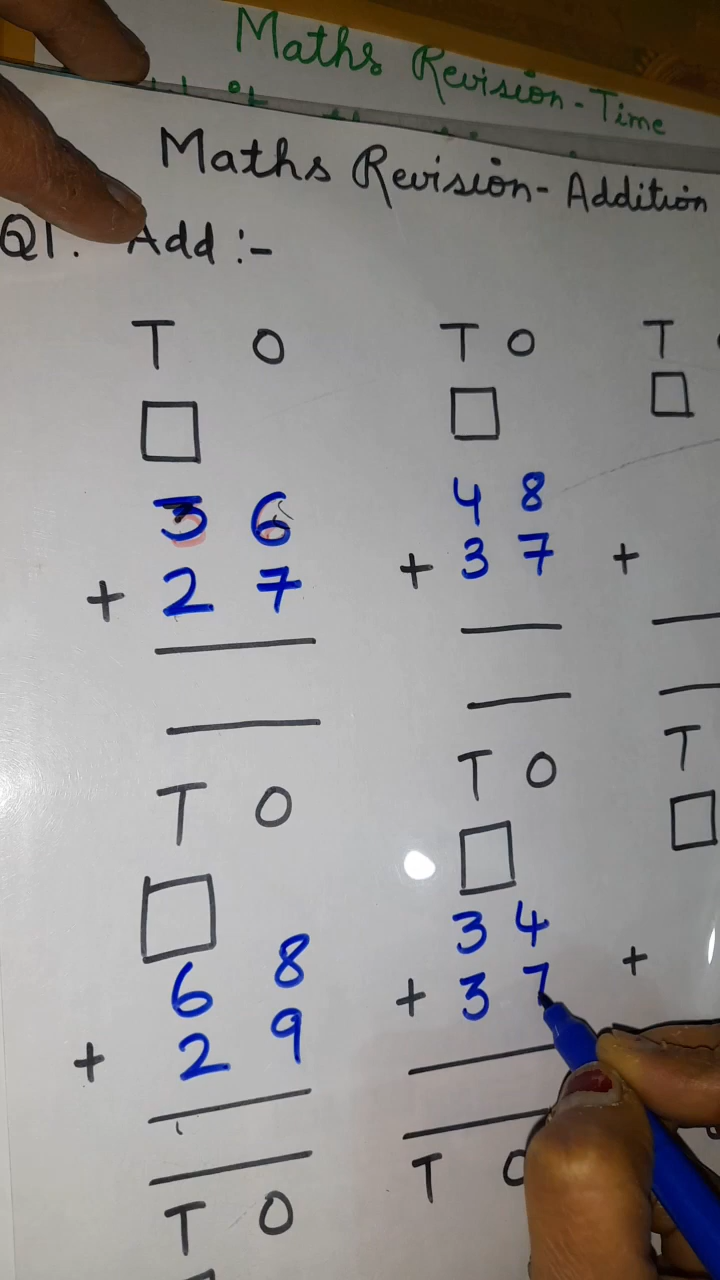 Maths Revision-Time
Maths Revision- Addition
Q1. Add :-
T O T O T
3 6 4 8
+ 2 7 + 3 7 +
T O T O T
6 8 3 4
+ 2 9 + 3 7 +
T O T O